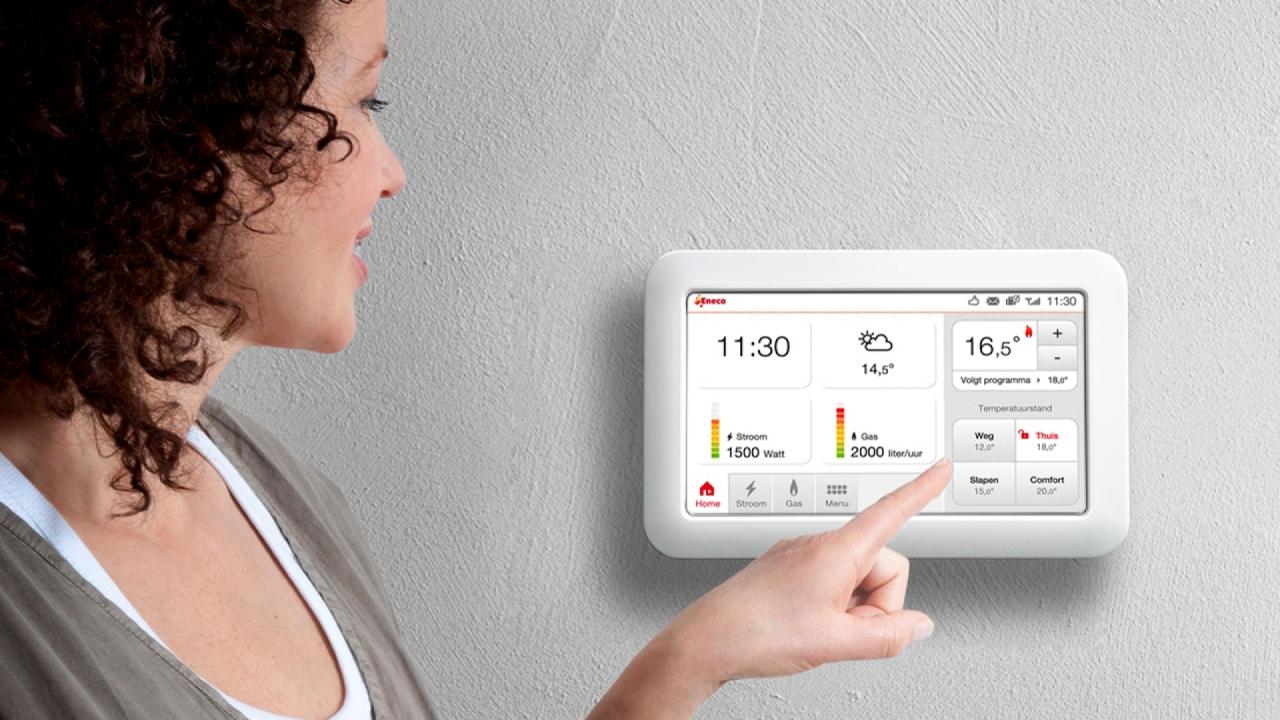 Eneco
11:30
11:30
14,5°
16,5°
+
-
Volgt programma › 18,0°
Temperatuurstand
Stroom
1500 Watt
Gas
2000 liter/uur
Weg
12,0°
Thuis
18,0°
Slapen
15,0°
Comfort
20,0°
Home
Stroom
Gas
Menu